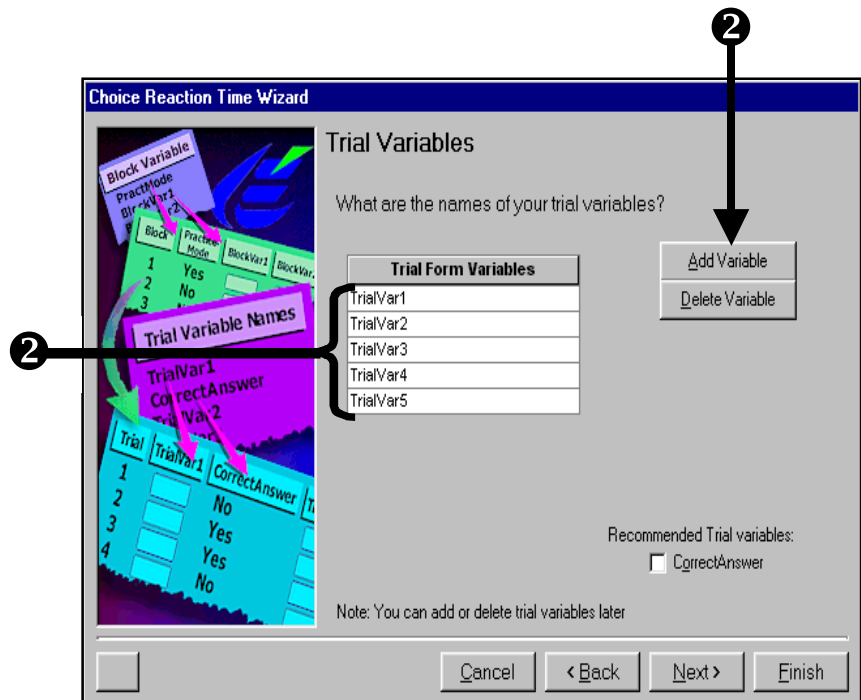 2
Choice Reaction Time Wizard
Block Variable
PractMode
BlockVar1
Block
Practice
Mode
BlockVar1
BlockVar
1
Yes
2
No
3
Trial Variable Names
TrialVar1
CorrectAnswer
TrialVar2
Trial
TrialVar1
CorrectAnswer
1
No
2
Yes
3
Yes
4
No
Trial Variables
What are the names of your trial variables?
Trial Form Variables
TrialVar1
TrialVar2
TrialVar3
TrialVar4
TrialVar5
2
Add Variable
Delete Variable
Recommended Trial variables:
CorrectAnswer
Note: You can add or delete trial variables later
Cancel
< Back
Next >
Finish